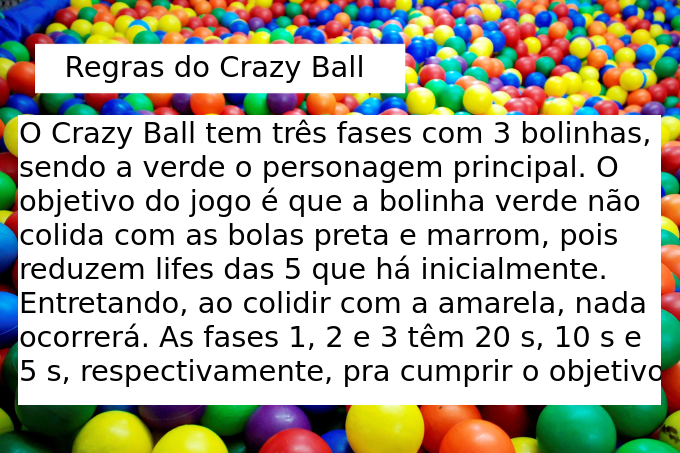 Regras do Crazy Ball
O Crazy Ball tem três fases com 3 bolinhas,
sendo a verde o personagem principal. O
objetivo do jogo é que a bolinha verde não
colida com as bolas preta e marrom, pois
reduzem lifes das 5 que há inicialmente.
Entretando, ao colidir com a amarela, nada
ocorrerá. As fases 1, 2 e 3 têm 20 s, 10 s e
5 s, respectivamente, pra cumprir o objetivo